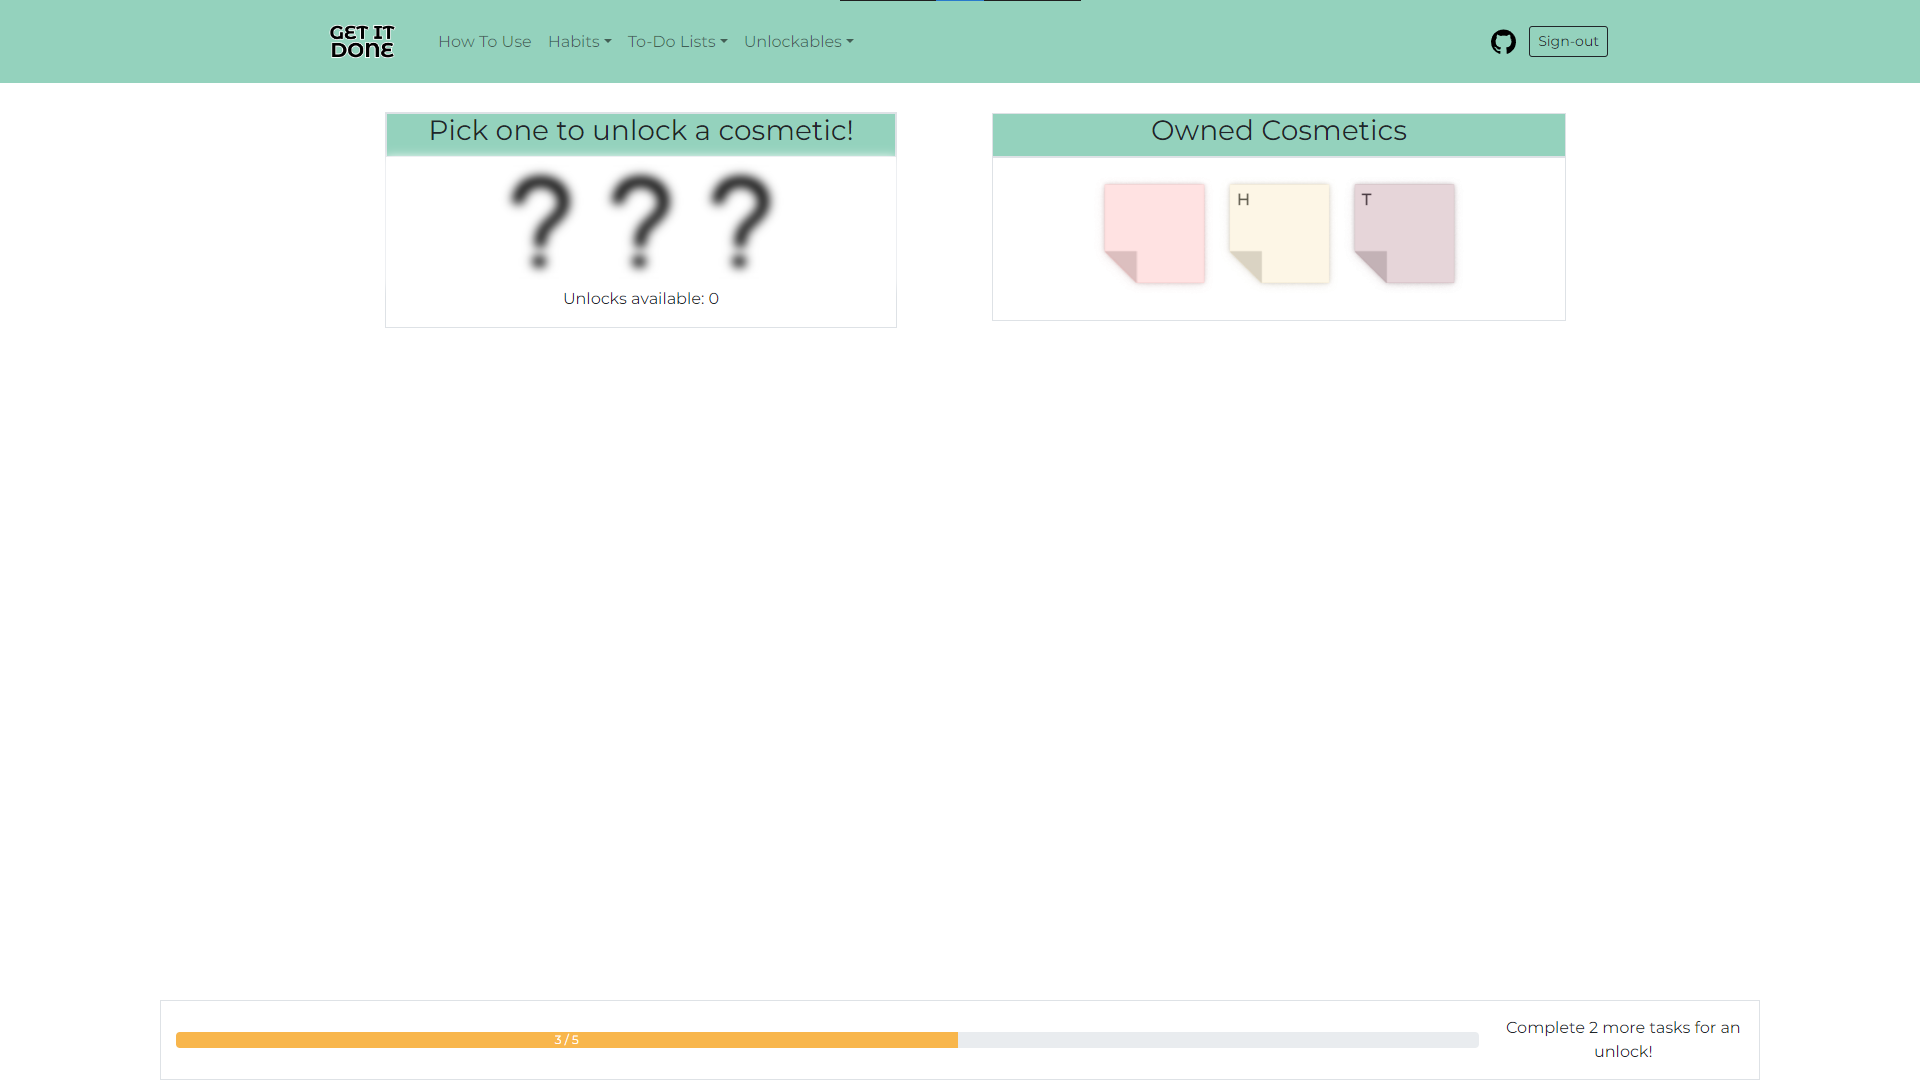 GET IT
DONE
How To Use
Habits
To-Do Lists
Unlockables
Sign-out
Pick one to unlock a cosmetic!
? ? ?
Unlocks available: 0
Owned Cosmetics
H
T
3 / 5
Complete 2 more tasks for an
unlock!